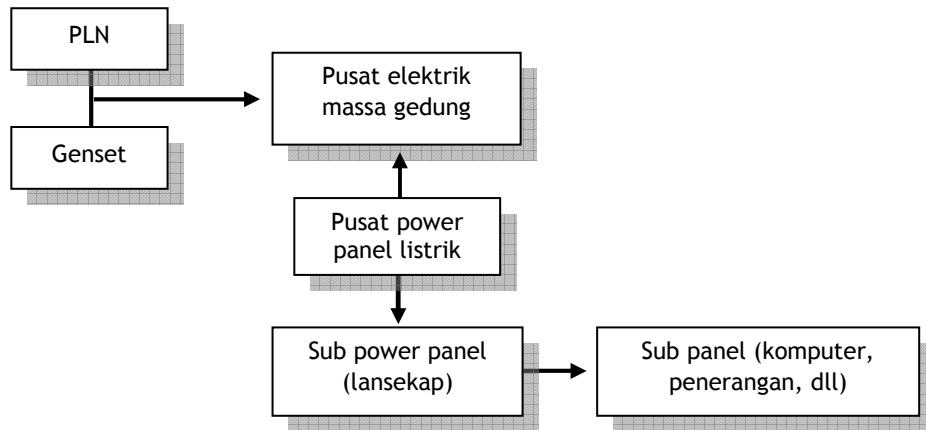 PLN
Genset
Pusat elektrik
massa gedung
Pusat power
panel listrik
Sub power panel
(lansekap)
Sub panel (komputer,
penerangan, dll)